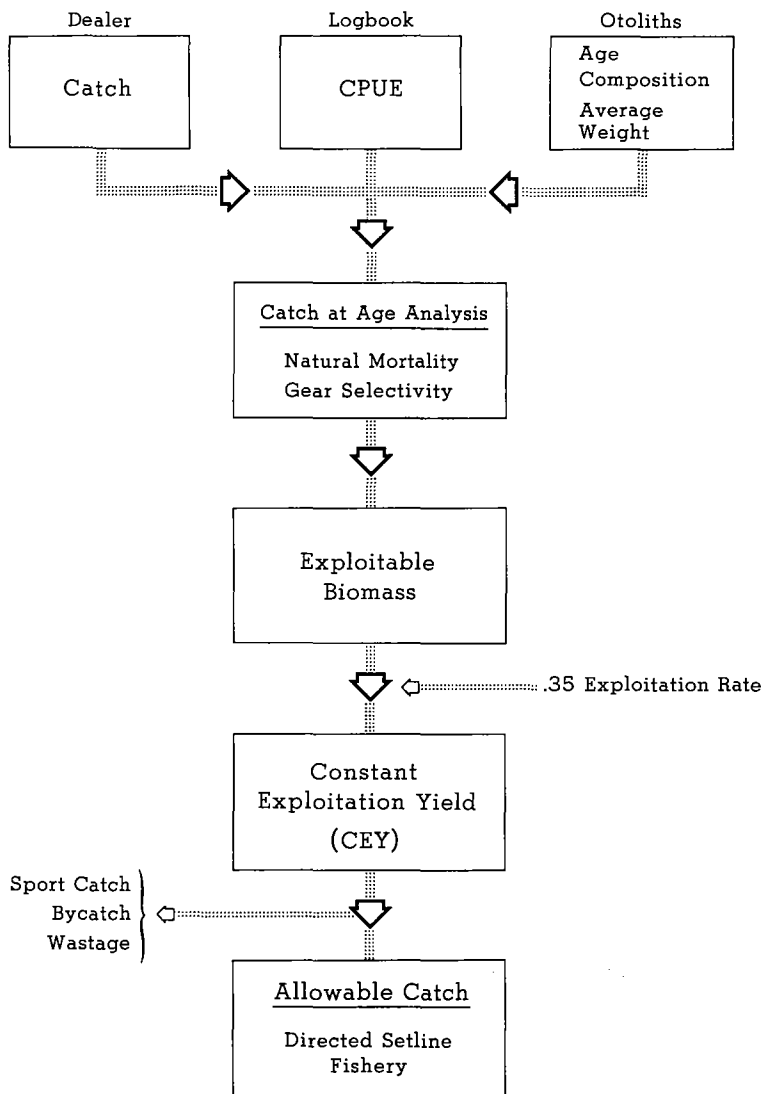 Dealer
Logbook
Otoliths
Catch
CPUE
Age
Composition
Average
Weight
Catch at Age Analysis
Natural Mortality
Gear Selectivity
Exploitable
Biomass
.35 Exploitation Rate
Constant
Exploitation Yield
(CEY)
Sport Catch
Bycatch
Wastage
Allowable Catch
Directed Setline
Fishery